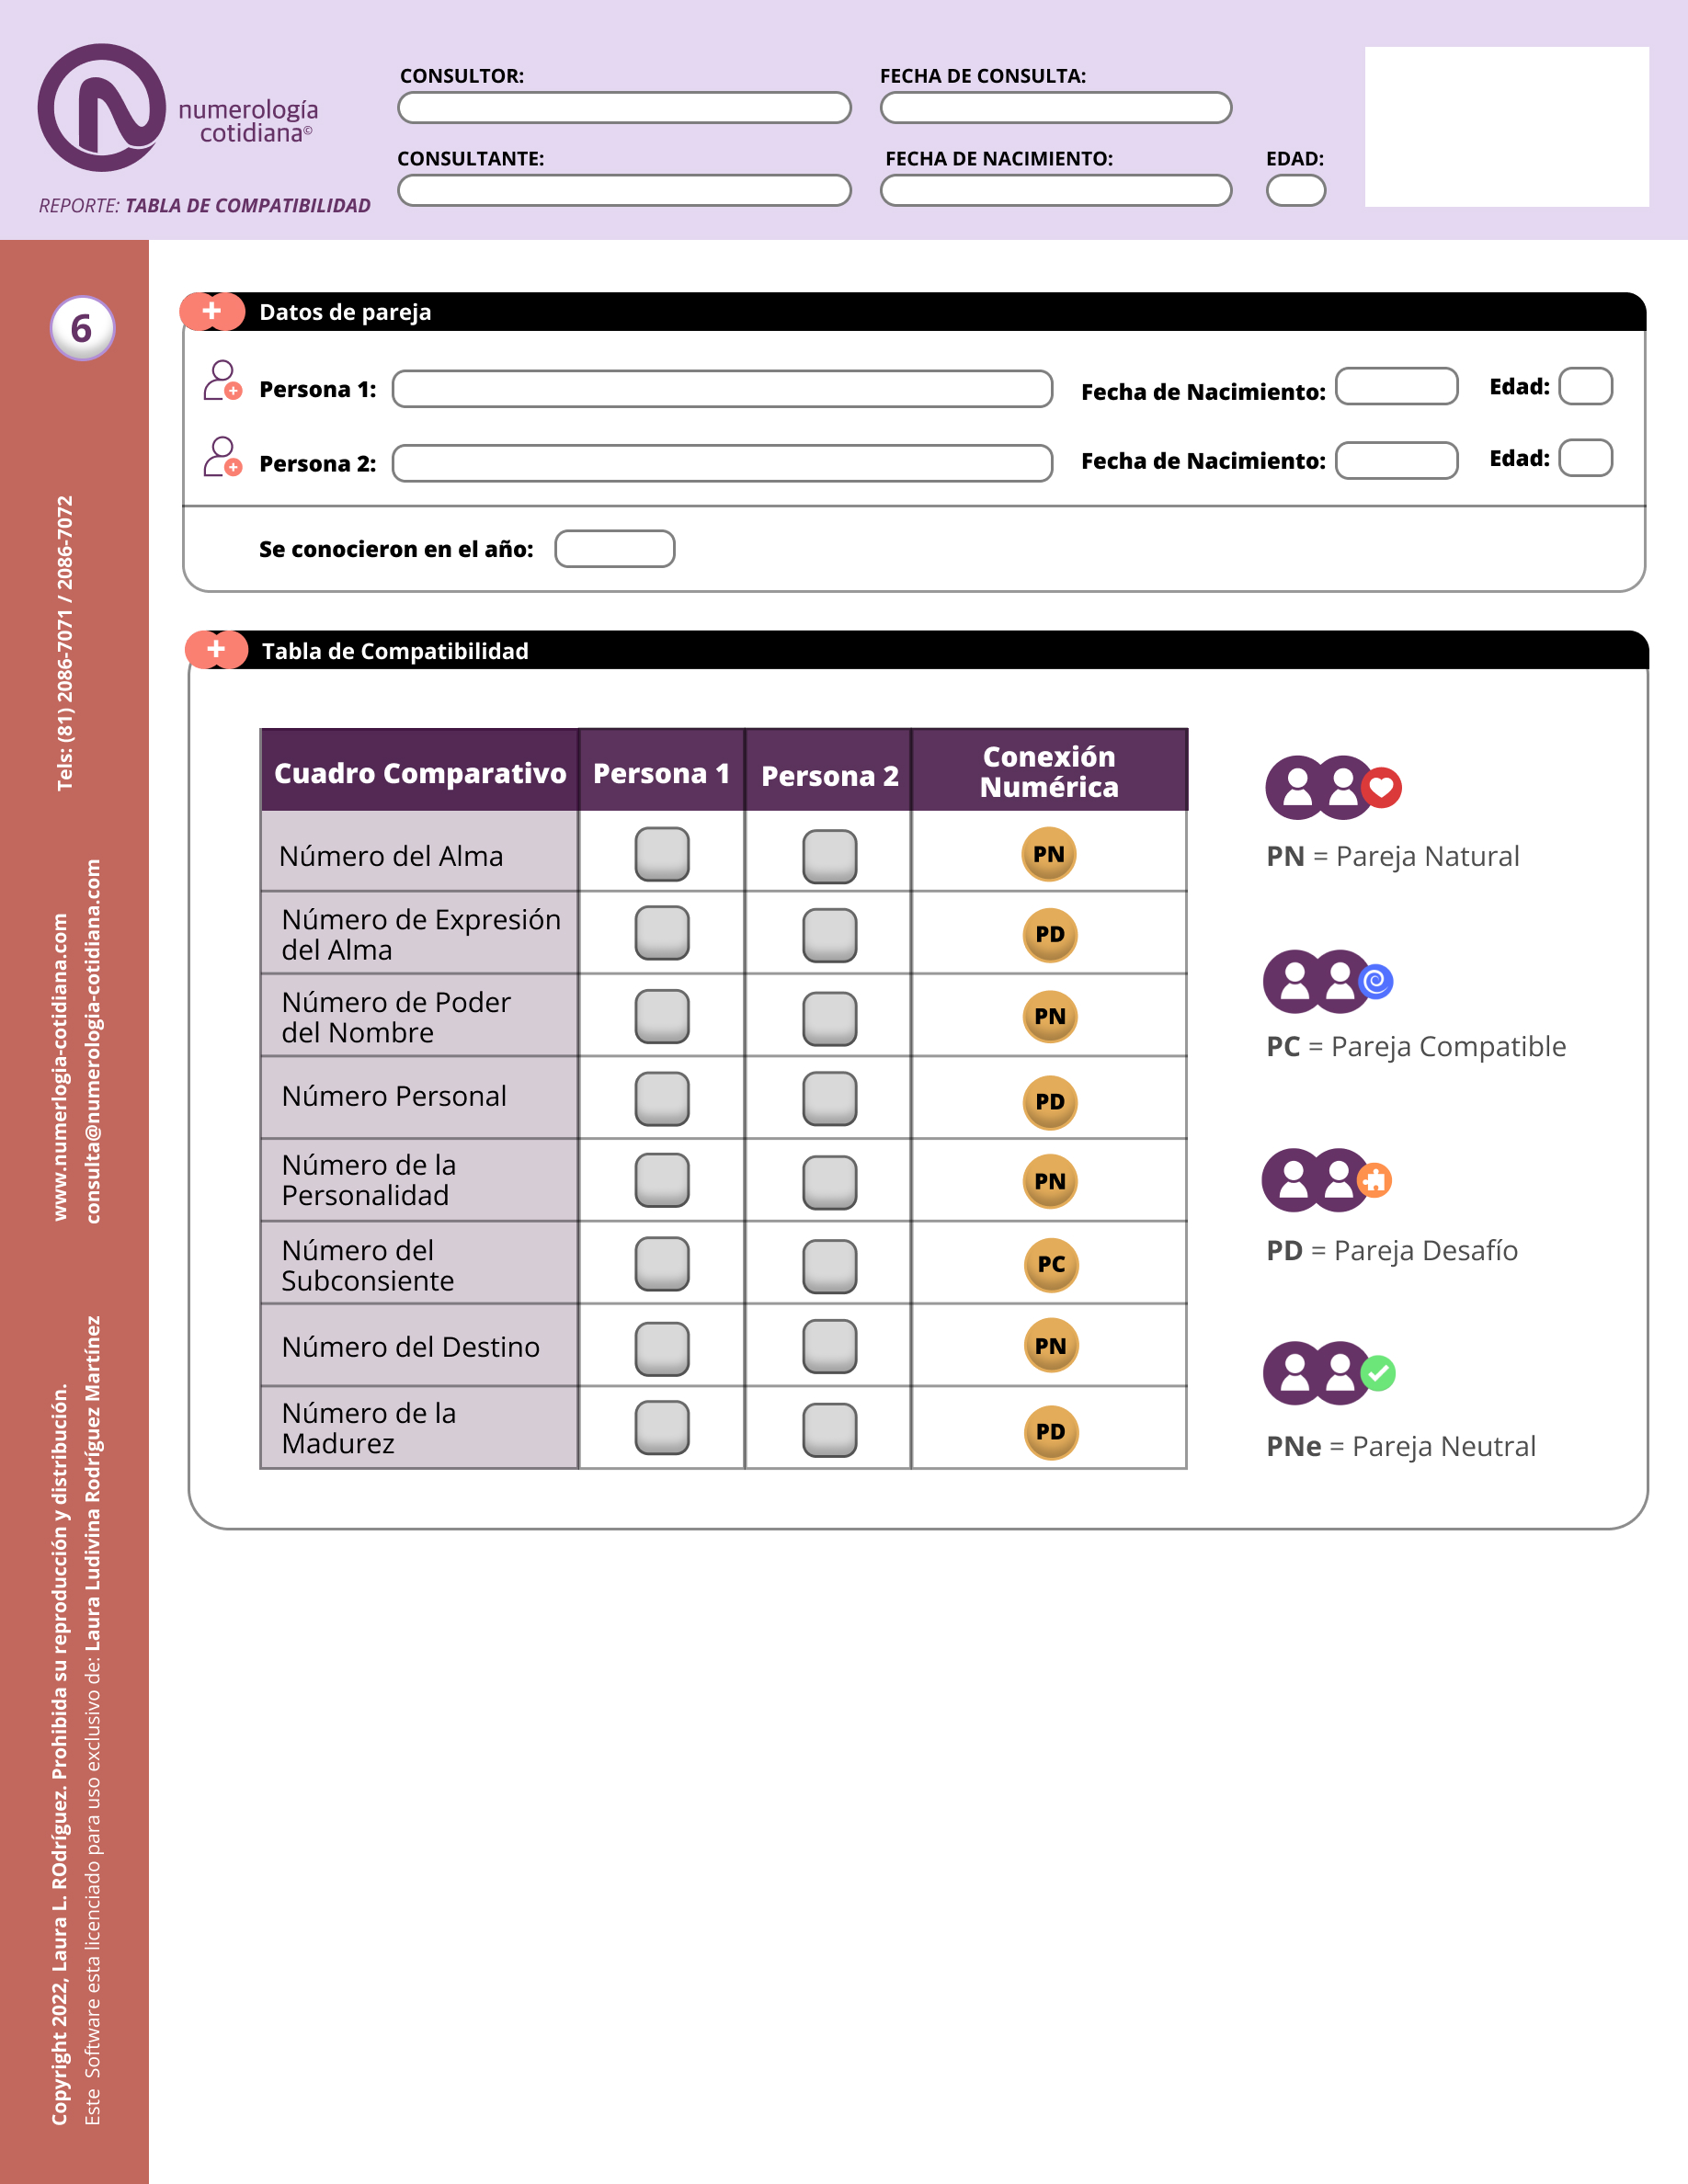 numerología
cotidiana©
REPORTE: TABLA DE COMPATIBILIDAD
CONSULTOR:
FECHA DE CONSULTA:
CONSULTANTE:
FECHA DE NACIMIENTO:
EDAD:
6
Tels: (81) 2086-7071 / 2086-7072
www.numerlogia-cotidiana.com
consulta@numerologia-cotidiana.com
Copyright 2022, Laura L. ROdríguez. Prohibida su reproducción y distribución.
Este Software esta licenciado para uso exclusivo de: Laura Ludivina Rodríguez Martínez
Datos de pareja
Persona 1:
Fecha de Nacimiento:
Edad:
Persona 2:
Fecha de Nacimiento:
Edad:
Se conocieron en el año:
Tabla de Compatibilidad
Cuadro Comparativo
Persona 1
Persona 2
Conexión
Numérica
Número del Alma
PN
Número de Expresión
del Alma
PD
Número de Poder
del Nombre
PN
Número Personal
PD
Número de la
Personalidad
PN
Número del
Subconsiente
PC
Número del Destino
PN
Número de la
Madurez
PD
PN = Pareja Natural
PC = Pareja Compatible
PD = Pareja Desafío
PNe = Pareja Neutral